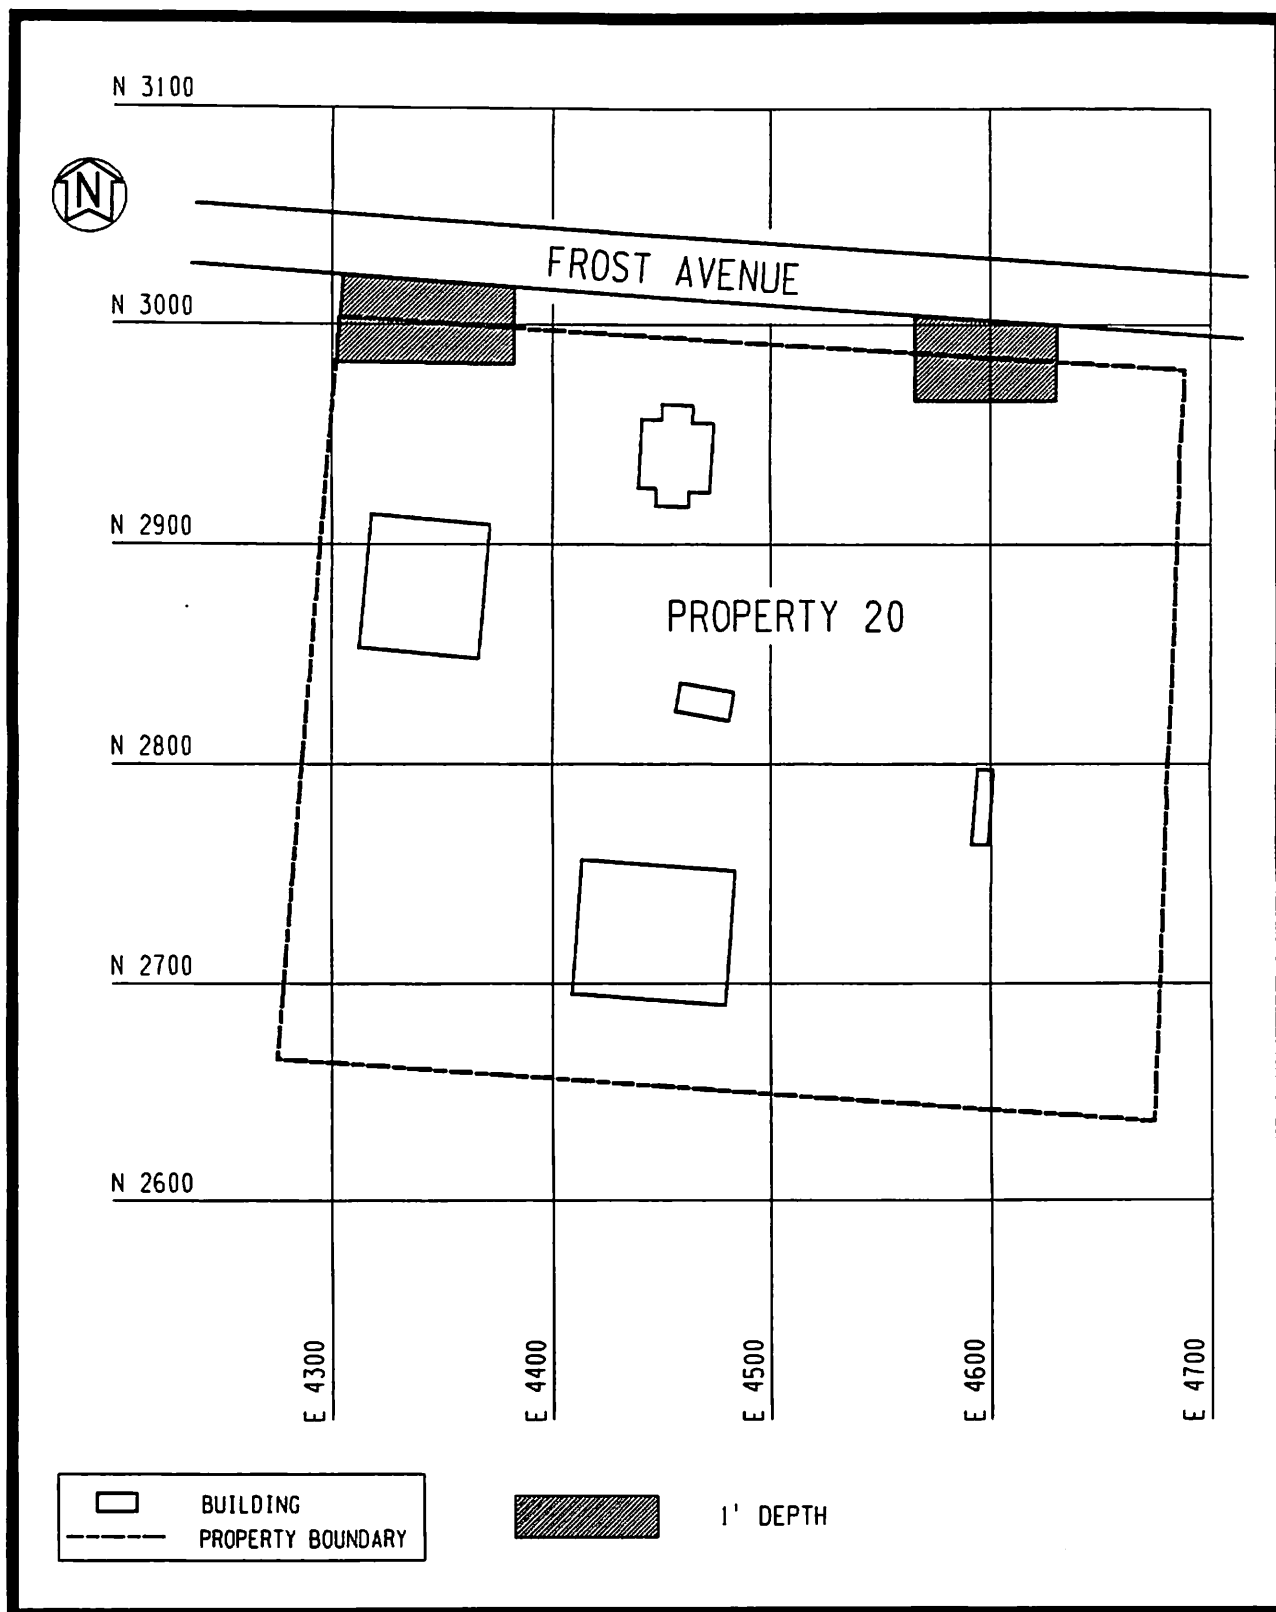 N 3100
N
FROST AVENUE
N 3000
N 2900
PROPERTY 20
N 2800
N 2700
N 2600
E 4300
E 4400
E 4500
E 4600
E 4700
BUILDING
PROPERTY BOUNDARY
1' DEPTH